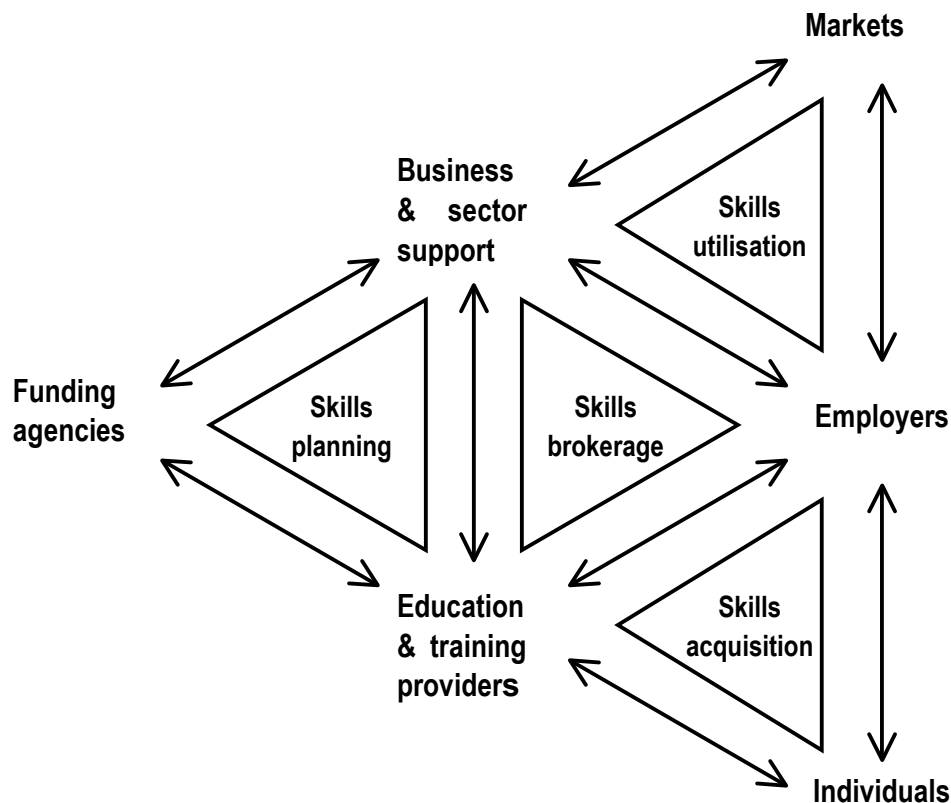 Markets
Business
& sector
support
Skills
utilisation
Funding
agencies
Skills
planning
Skills
brokerage
Employers
Education
& training
providers
Skills
acquisition
Individuals